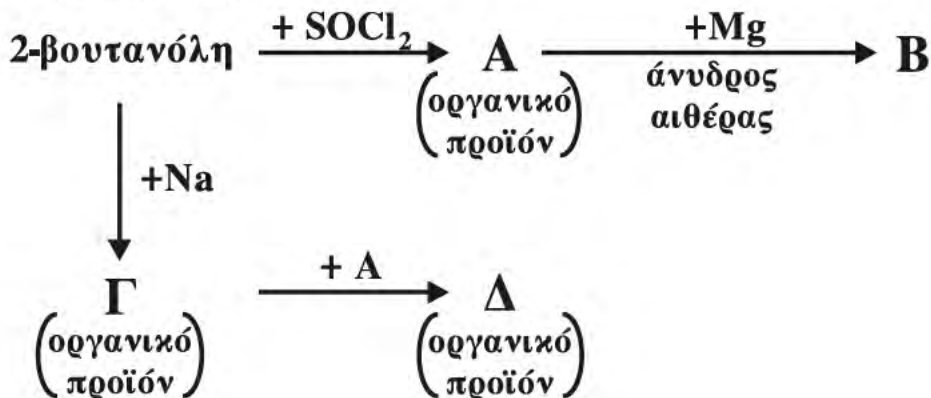 2-βουτανόλη + SOCl₂ Α +Mg Β
(οργανικό προϊόν) άνυδρος αιθέρας
+Na
Γ + Α Δ
(οργανικό προϊόν) (οργανικό προϊόν)